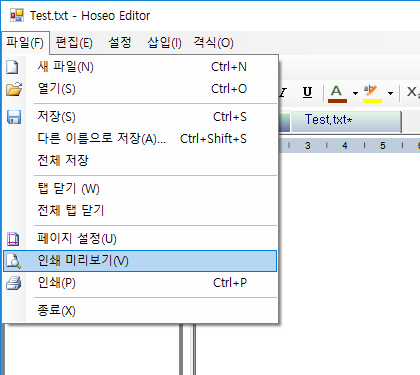 Test.txt - Hoseo Editor
파일(F) 편집(E) 설정 삽입(I) 격식(O)
새 파일(N) Ctrl+N
열기(S) Ctrl+O
저장(S) Ctrl+S
다른 이름으로 저장(A)... Ctrl+Shift+S
전체 저장
탭 닫기 (W)
전체 탭 닫기
페이지 설정(U)
인쇄 미리보기(V)
인쇄(P) Ctrl+P
종료(X)
I U A ab X
Test,txt*
3 4 5